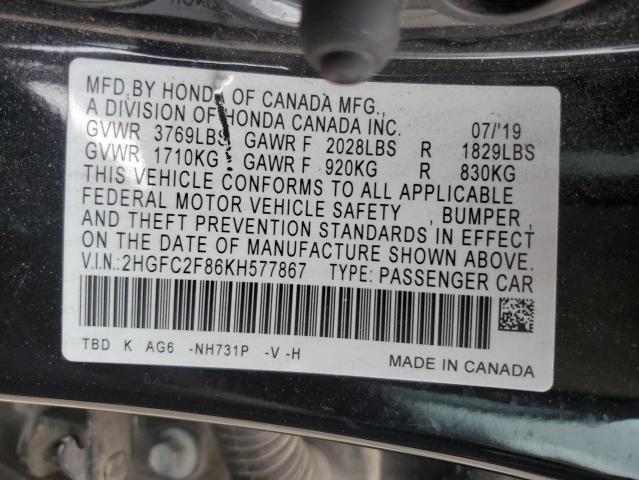 MFD.BY HONDA OF CANADA MFG.,
A DIVISION OF HONDA CANADA INC. 07/'19
GVWR 3769LBS GAWR F 2028LBS R 1829LBS
GVWR 1710KG GAWR F 920KG R 830KG
THIS VEHICLE CONFORMS TO ALL APPLICABLE
FEDERAL MOTOR VEHICLE SAFETY , BUMPER ,
AND THEFT PREVENTION STANDARDS IN EFFECT
ON THE DATE OF MANUFACTURE SHOWN ABOVE.
V.I.N.:2HGFC2F86KH577867 TYPE: PASSENGER CAR
TBD K AG6 -NH731P -V -H
MADE IN CANADA